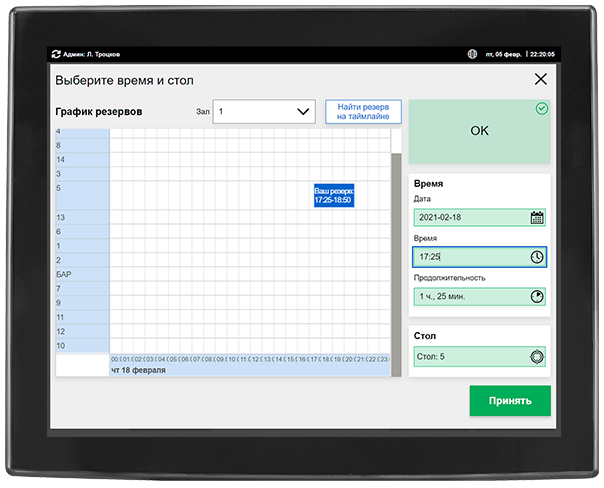 Админ: Л. Троцков
пт, 05 февр. | 22:20:05
Выберите время и стол
График резервов
Зал
1
Найти резерв
на таймлайне
OK
4
8
14
3
5
13
6
1
2
БАР
7
9
11
12
10
Ваш резерв:
17:25-18:50
00:( 01:( 02:( 03:( 04:( 05:( 06:( 07:( 08:( 09:( 10:( 11:( 12:( 13:( 14:( 15:( 16:( 17:( 18:( 19:( 20:( 21:( 22:( 23:
чт 18 февраля
Время
Дата
2021-02-18
Время
17:25
Продолжительность
1 ч., 25 мин.
Стол
Стол: 5
Принять